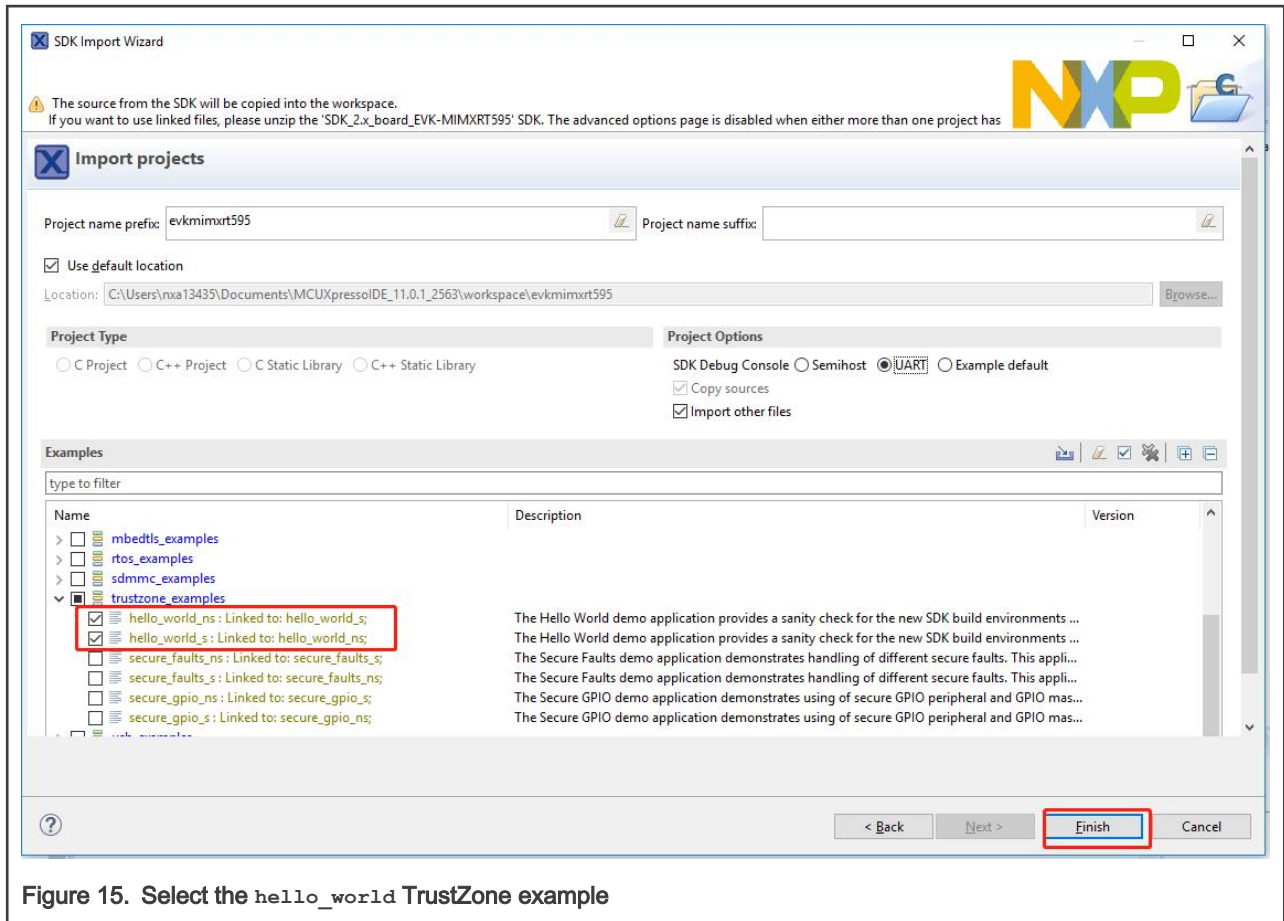 SDK Import Wizard
NXP
The source from the SDK will be copied into the workspace.
If you want to use linked files, please unzip the 'SDK_2.x_board_EVK-MIMXRT595' SDK. The advanced options page is disabled when either more than one project has
Import projects
Project name prefix: evkmimxrt595 Project name suffix:
Use default location
Location: C:\Users\nxa13435\Documents\MCUXpressoIDE_11.0.1_2563\workspace\evkmimxrt595 Browse...
Project Type Project Options
C Project C++ Project C Static Library C++ Static Library SDK Debug Console Semihost UART Example default
Copy sources
Import other files
Examples
type to filter
Name Description Version
mbedtls_examples
rtos_examples
sdmmc_examples
trustzone_examples
hello_world_ns : Linked to: hello_world_s; The Hello World demo application provides a sanity check for the new SDK build environments ...
hello_world_s : Linked to: hello_world_ns; The Hello World demo application provides a sanity check for the new SDK build environments ...
secure_faults_ns : Linked to: secure_faults_s; The Secure Faults demo application demonstrates handling of different secure faults. This appli...
secure_faults_s : Linked to: secure_faults_ns; The Secure Faults demo application demonstrates handling of different secure faults. This appli...
secure_gpio_ns : Linked to: secure_gpio_s; The Secure GPIO demo application demonstrates using of secure GPIO peripheral and GPIO mas...
secure_gpio_s : Linked to: secure_gpio_ns; The Secure GPIO demo application demonstrates using of secure GPIO peripheral and GPIO mas...
< Back Next > Finish Cancel
Figure 15. Select the hello_world TrustZone example